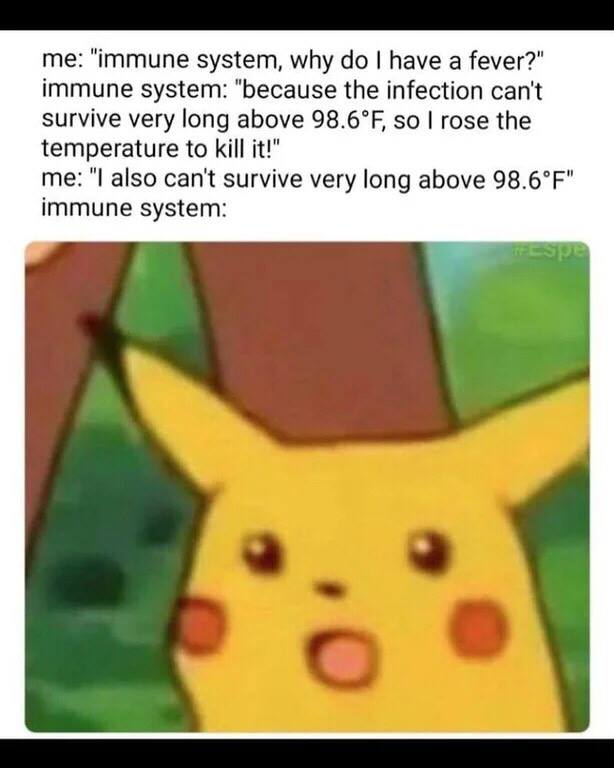 me: "immune system, why do I have a fever?"
immune system: "because the infection can't
survive very long above 98.6°F, so I rose the
temperature to kill it!"
me: "I also can't survive very long above 98.6°F"
immune system:
#Espe